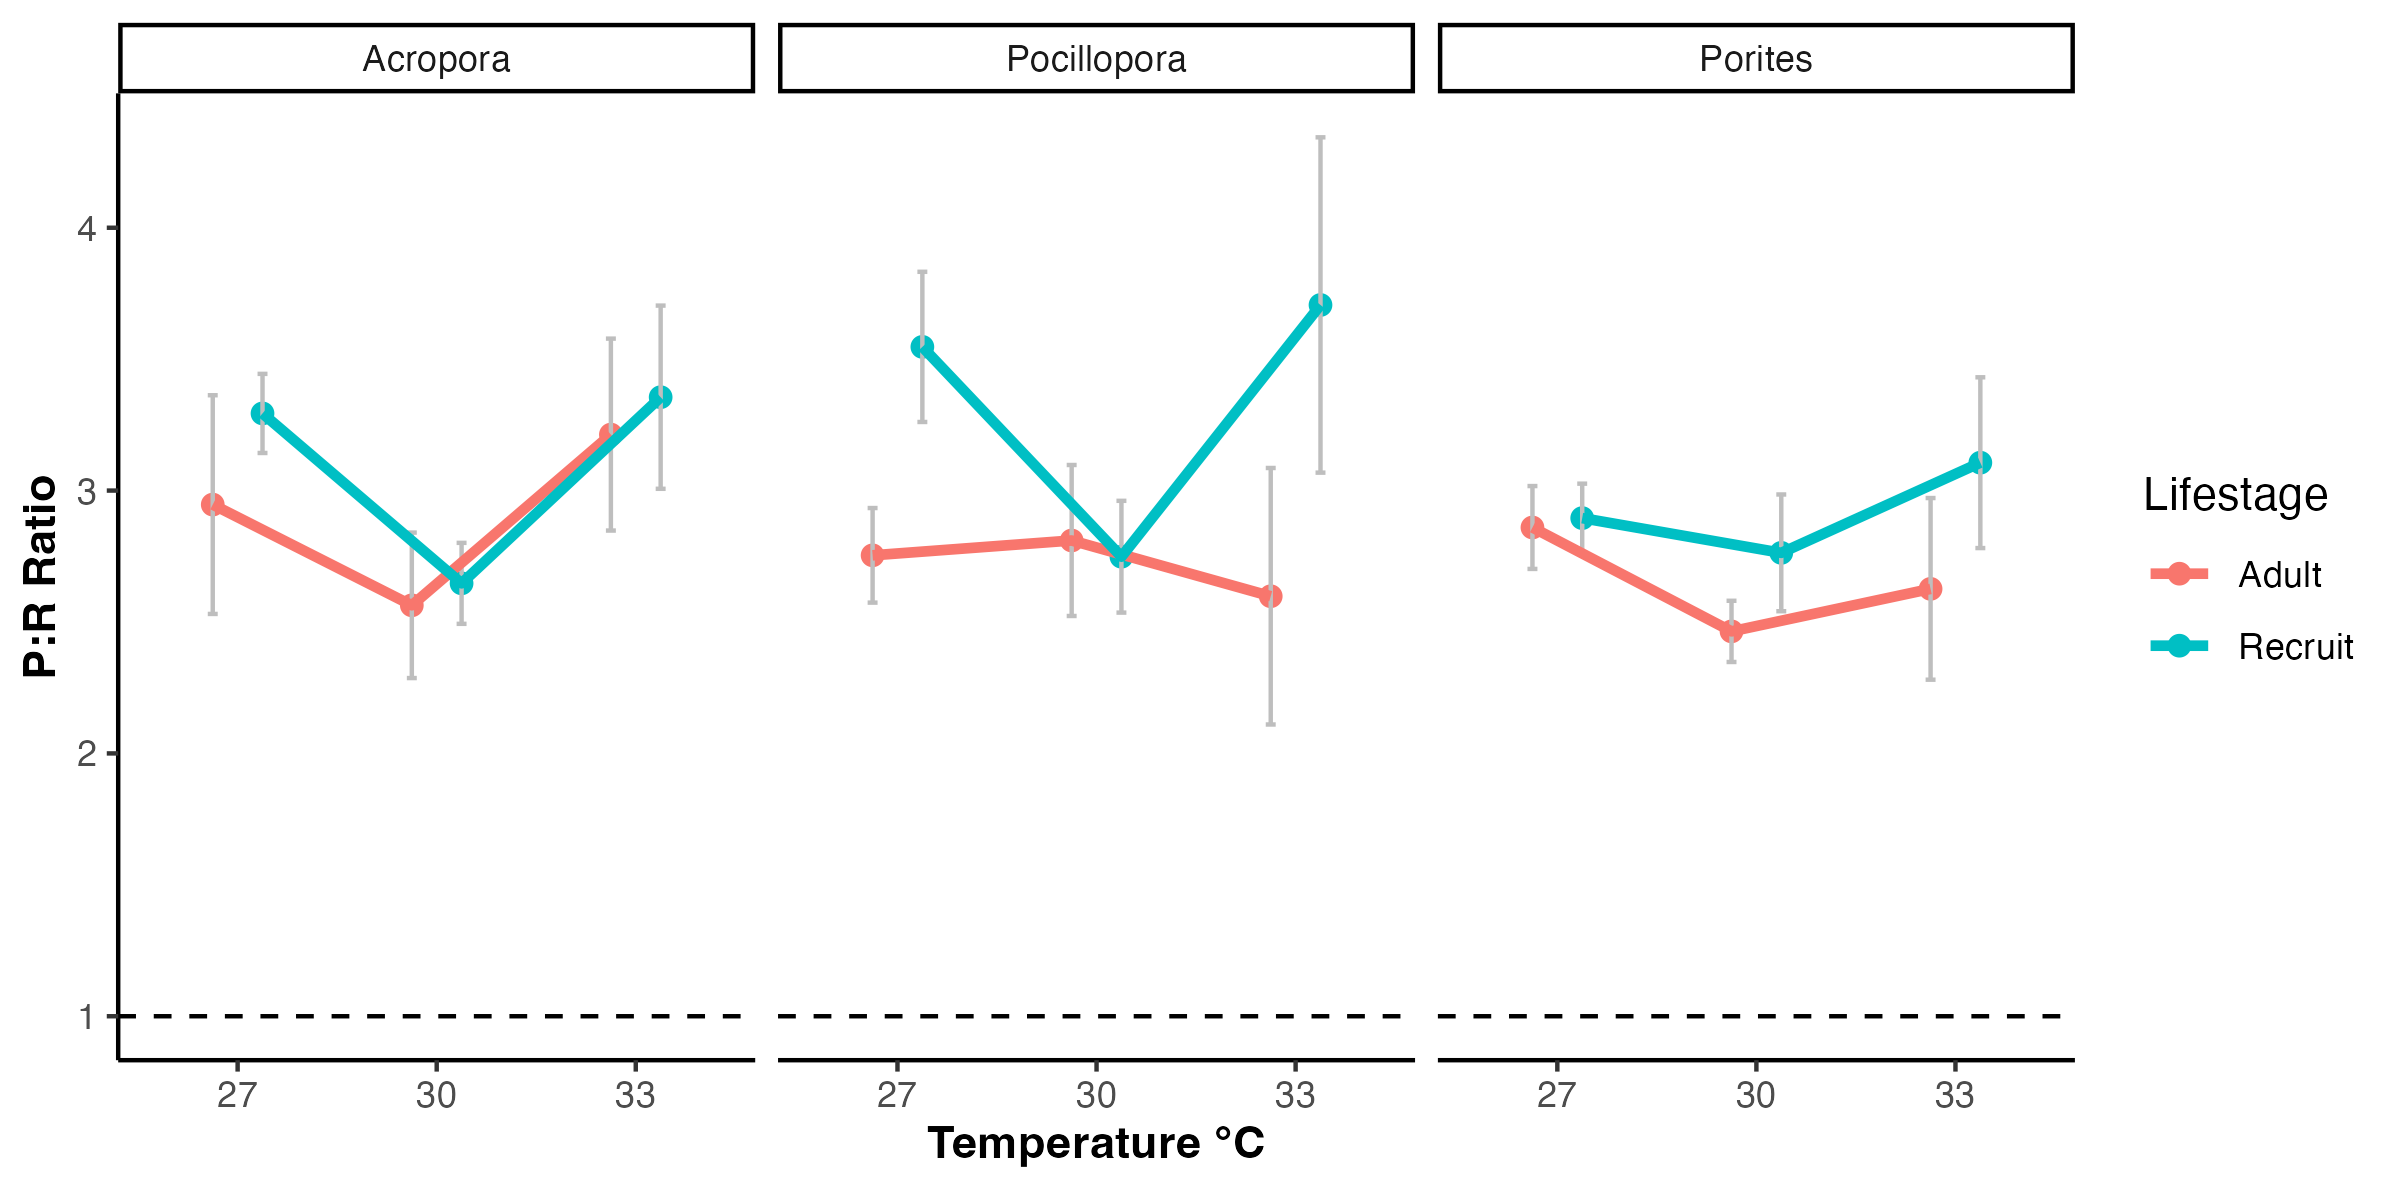 Acropora Pocillopora Porites
4
3
2
1
P:R Ratio
27 30 33 27 30 33 27 30 33
Temperature °C
Lifestage
Adult
Recruit